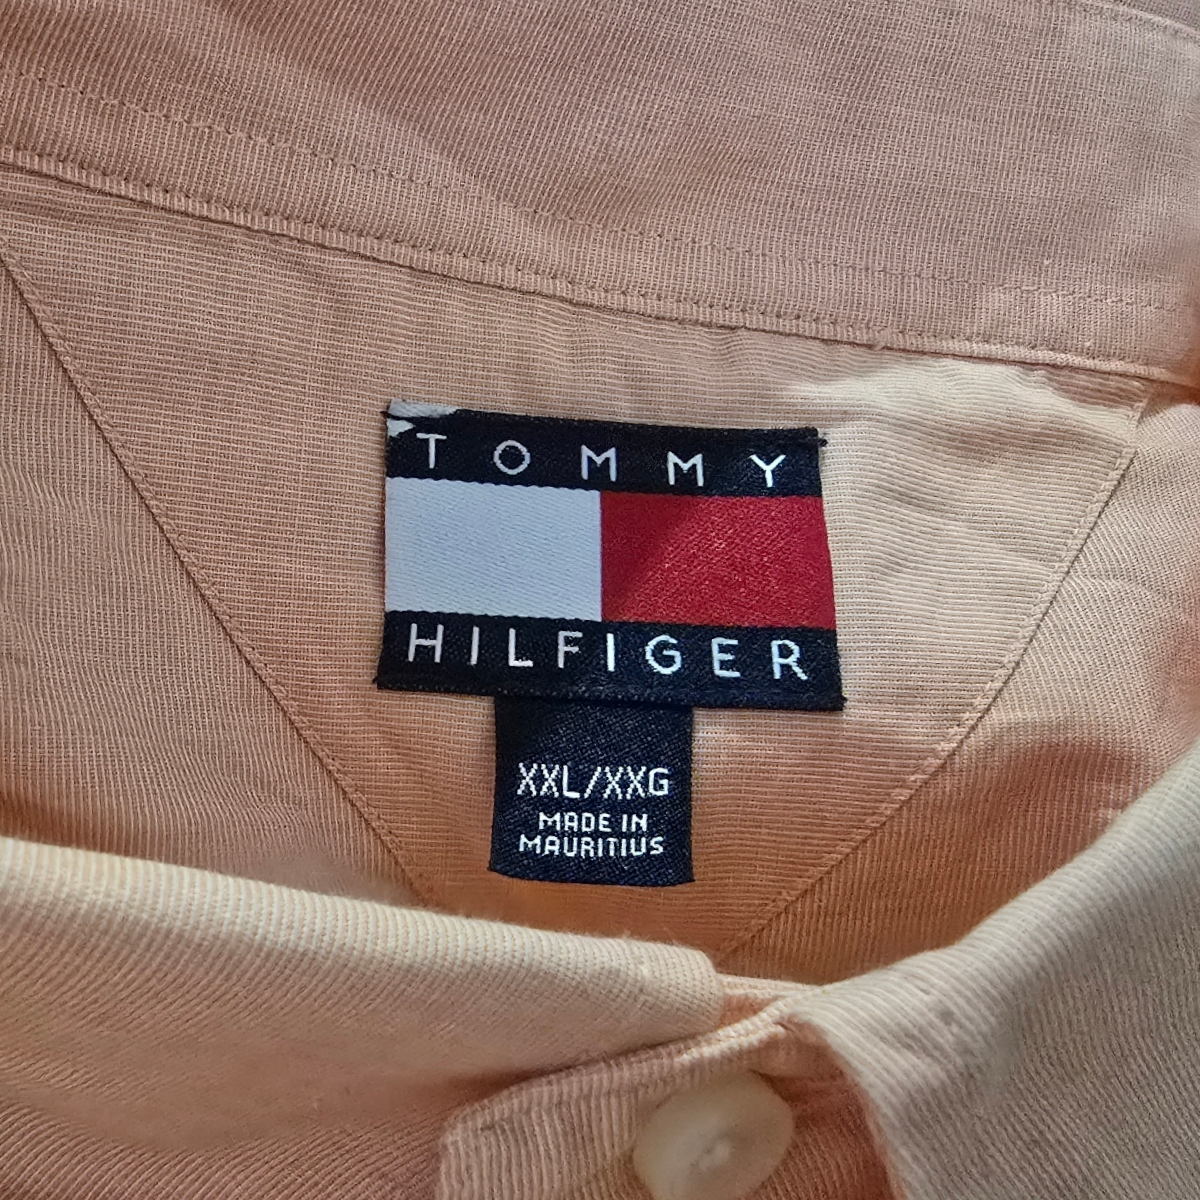 TOMMY
HILFIGER
XXL/XXG
MADE IN
MAURITIUS